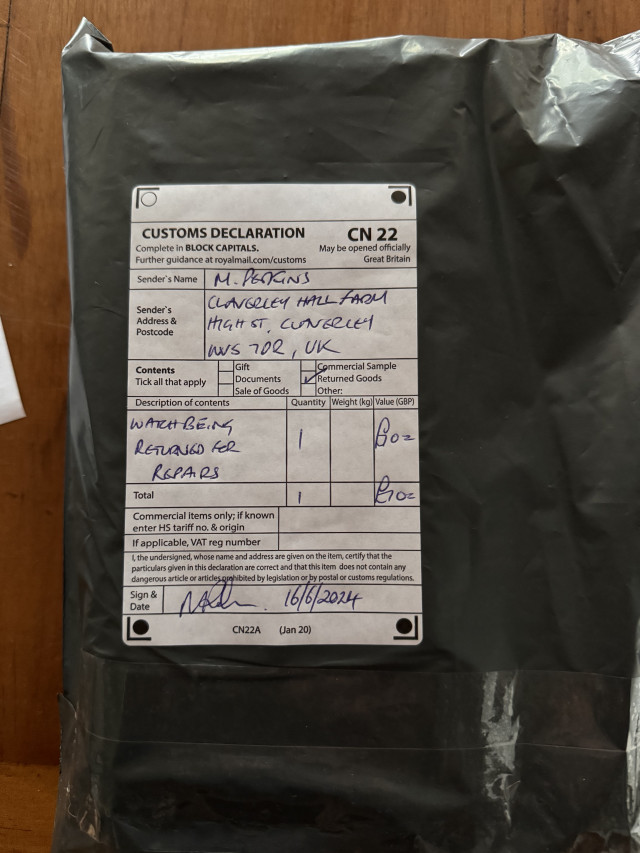 CUSTOMS DECLARATION
CN 22
Complete in BLOCK CAPITALS.
May be opened officially
Further guidance at royalmail.com/customs
Great Britain
Sender's Name M. PERKINS
Sender's Address & Postcode
CLAVERLEY HALL FARM
HIGH ST, CLAVERLEY
WV5 7DR, UK
Contents
Tick all that apply
Gift
Commercial Sample
Documents
✓ Returned Goods
Sale of Goods
Other:
Description of contents Quantity Weight (kg) Value (GBP)
WATCH BEING
RETURNED FOR 1
REPAIRS
Total 1
Commercial items only; if known
enter HS tariff no. & origin
If applicable, VAT reg number
I, the undersigned, whose name and address are given on the item, certify that the
particulars given in this declaration are correct and that this item does not contain any
dangerous article or articles prohibited by legislation or by postal or customs regulations.
Sign & Date 16/6/2024
CN22A (Jan 20)